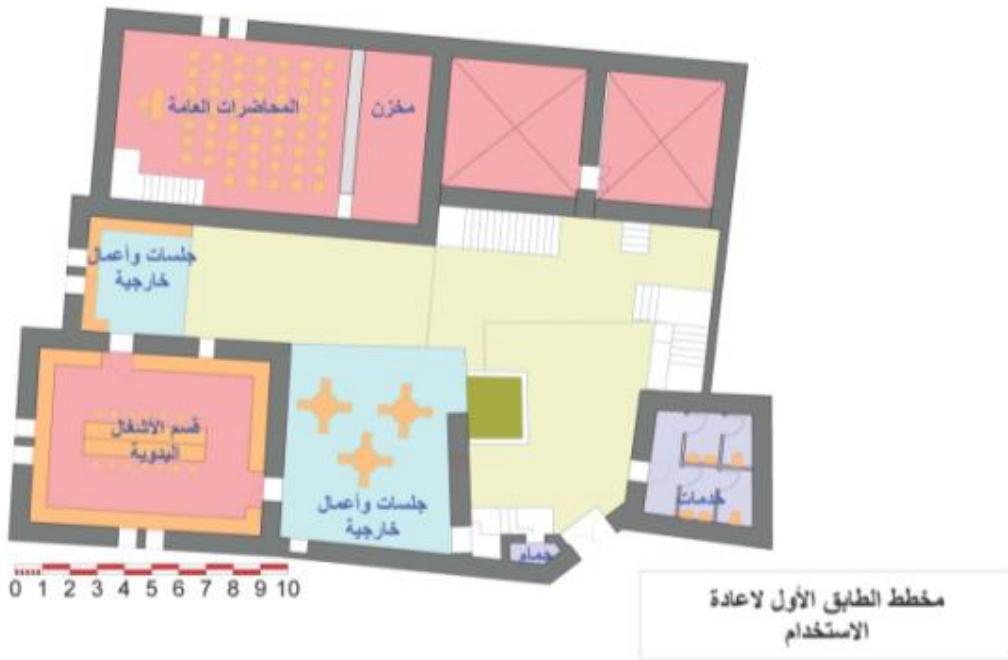 المحاضرات العامة
مخزن
جلسات وأعمال
خارجية
قسم الأشغال
اليدوية
جلسات وأعمال
خارجية
خدمات
حمام
0 1 2 3 4 5 6 7 8 9 10
مخطط الطابق الأول لاعادة
الاستخدام